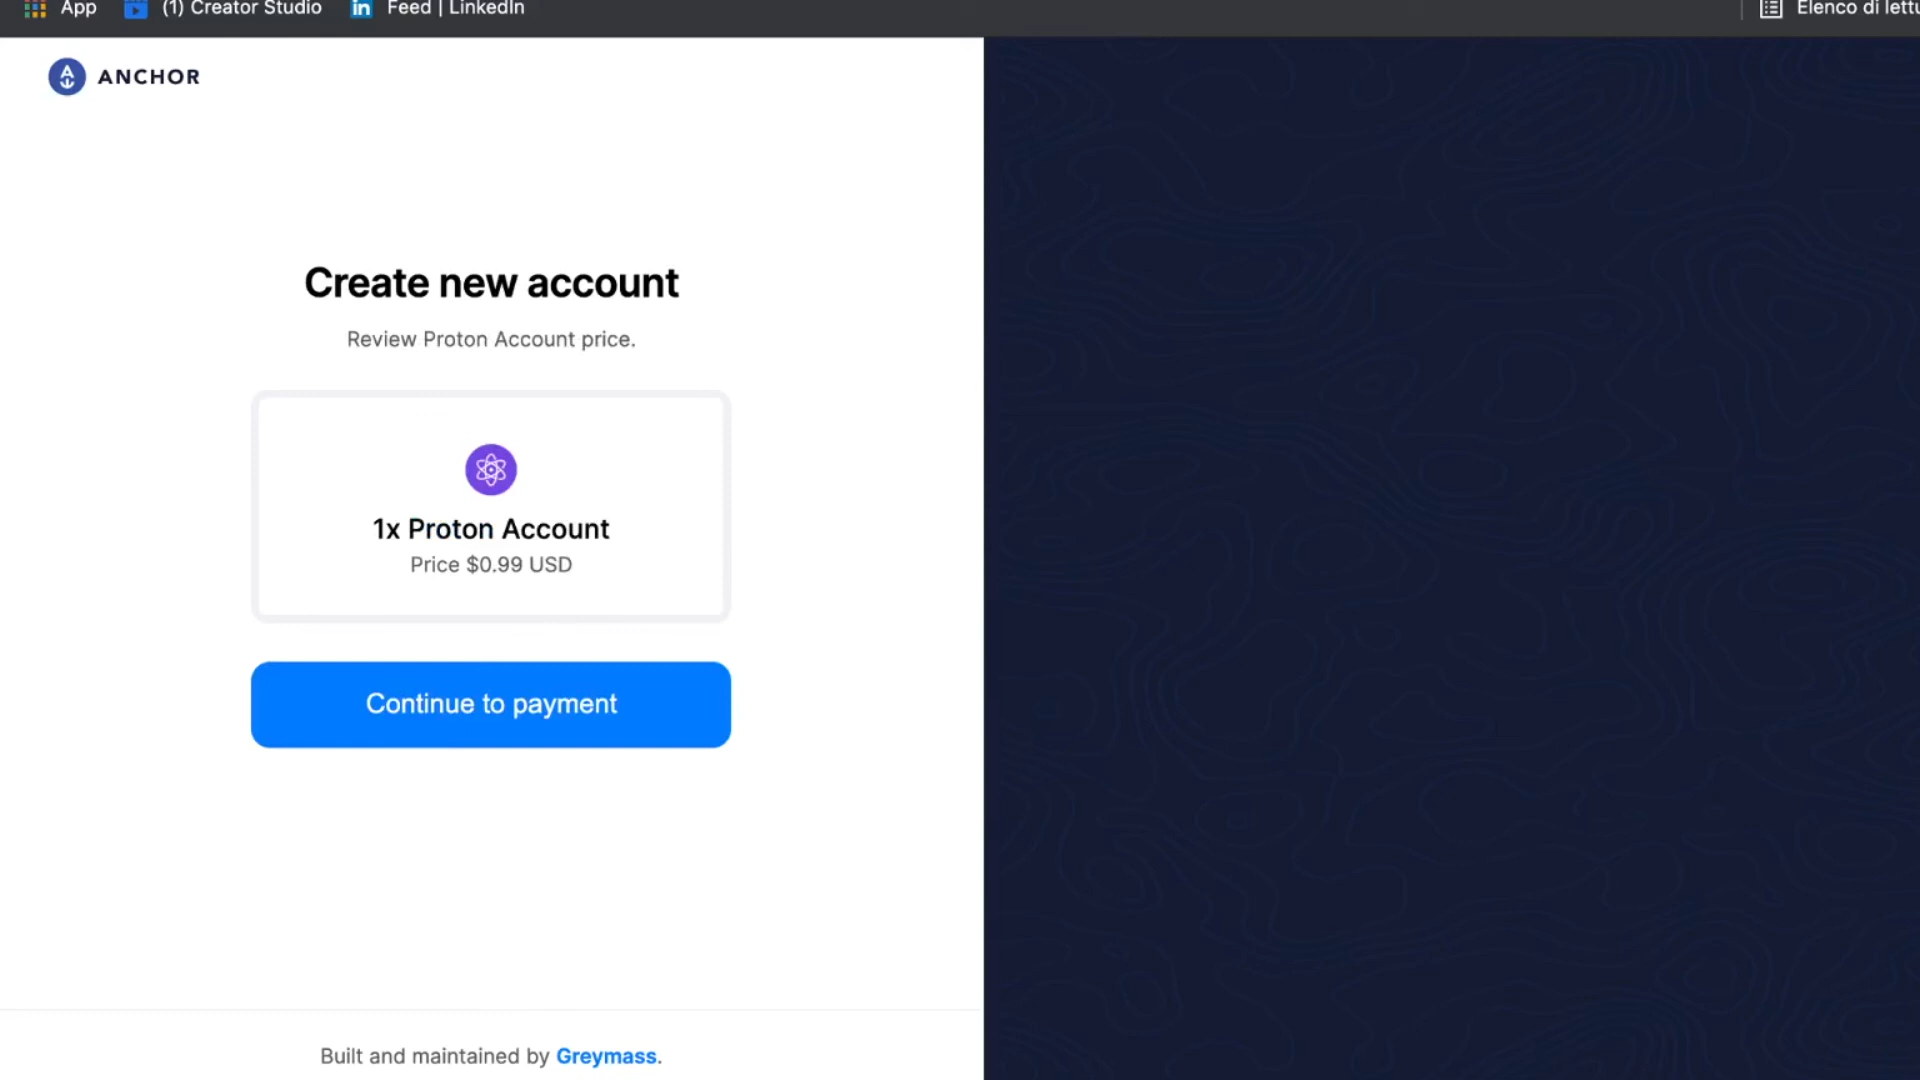 App
(1) Creator Studio
Feed | LinkedIn
Elenco di lettu
ANCHOR
Create new account
Review Proton Account price.
1x Proton Account
Price $0.99 USD
Continue to payment
Built and maintained by Greymass.